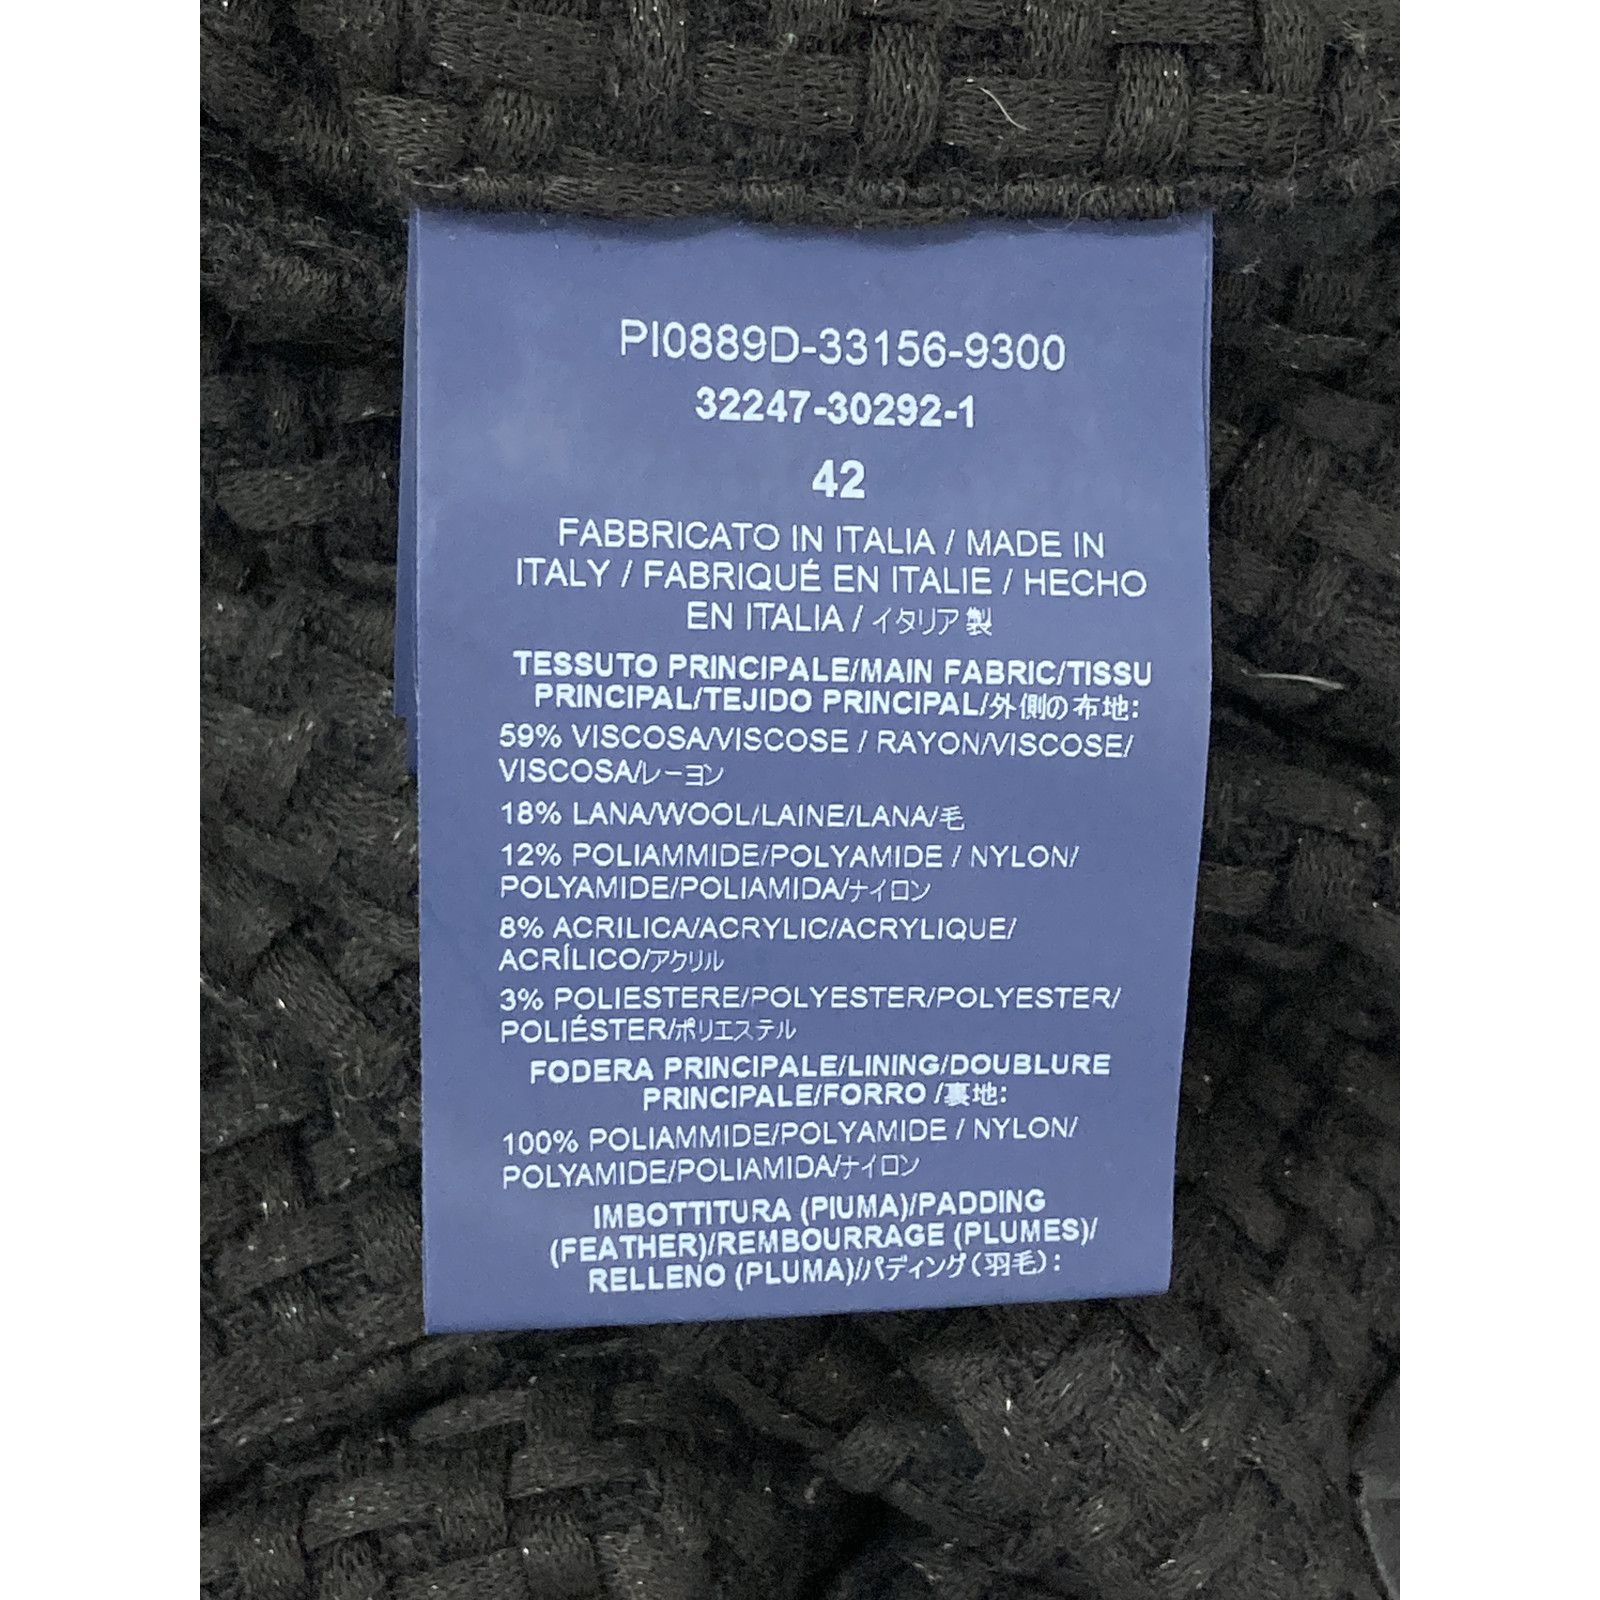 PI0889D-33156-9300
32247-30292-1
42
FABBRICATO IN ITALIA / MADE IN
ITALY / FABRIQUÉ EN ITALIE / HECHO
EN ITALIA / イタリア製
TESSUTO PRINCIPALE/MAIN FABRIC/TISSU
PRINCIPAL/TEJIDO PRINCIPAL/外側の布地:
59% VISCOSA/VISCOSE / RAYON/VISCOSE/
VISCOSA/レーヨン
18% LANA/WOOL/LAINE/LANA/毛
12% POLIAMMIDE/POLYAMIDE / NYLON/
POLYAMIDE/POLIAMIDA/ナイロン
8% ACRILICA/ACRYLIC/ACRYLIQUE/
ACRÍLICO/アクリル
3% POLIESTERE/POLYESTER/POLYESTER/
POLIÉSTER/ポリエステル
FODERA PRINCIPALE/LINING/DOUBLURE
PRINCIPALE/FORRO /裏地:
100% POLIAMMIDE/POLYAMIDE / NYLON/
POLYAMIDE/POLIAMIDA/ナイロン
IMBOTTITURA (PIUMA)/PADDING
(FEATHER)/REMBOURRAGE (PLUMES)/
RELLENO (PLUMA)/パディング(羽毛):